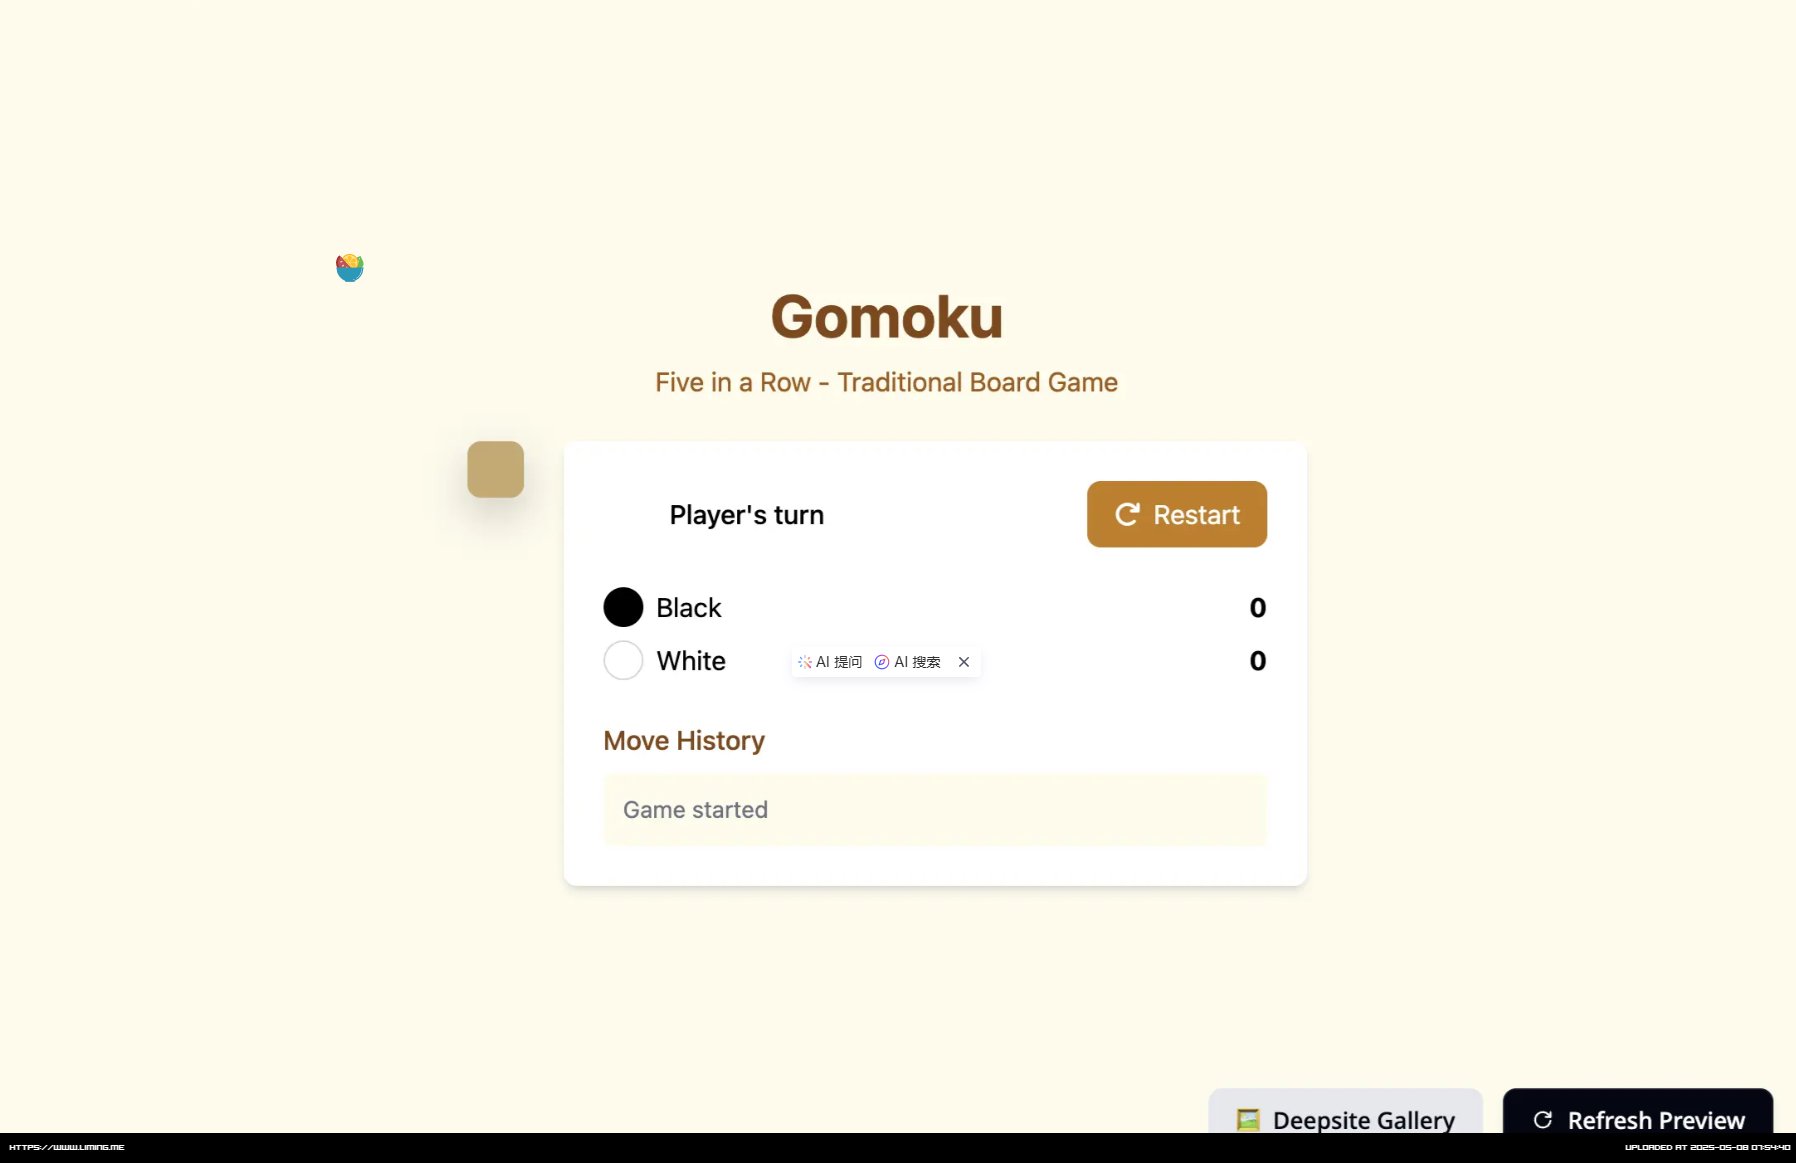 Gomoku
Five in a Row - Traditional Board Game
Player's turn
Restart
Black 0
White AI 提问 AI 搜索 0
Move History
Game started
Deepsite Gallery
Refresh Preview
HTTPS://WWW.LIMING.ME
UPLOADED AT 2025-05-08 07:54:40